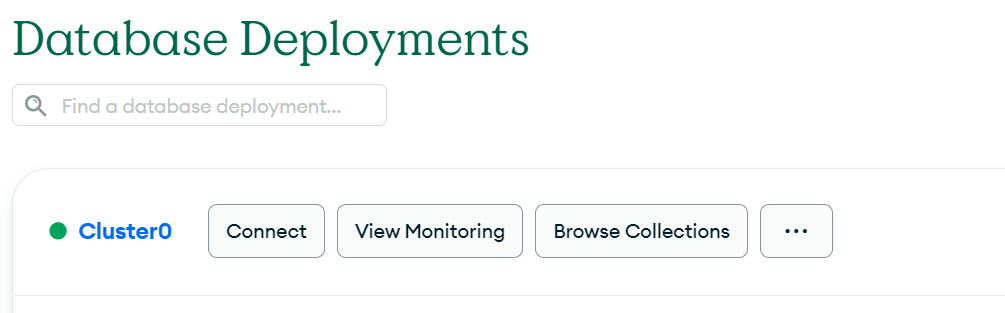 Database Deployments
Find a database deployment...
Cluster0 Connect View Monitoring Browse Collections ...